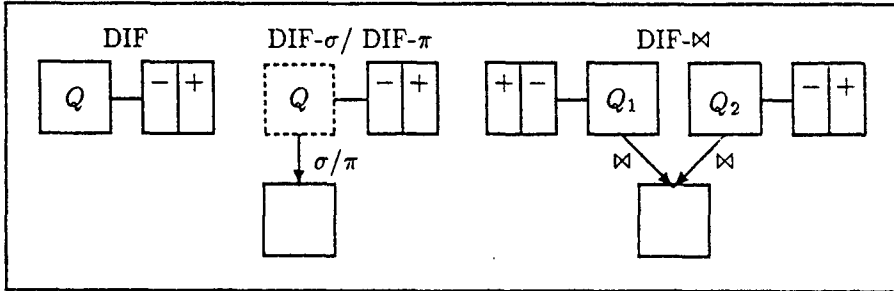 DIF DIF-σ/ DIF-π DIF-⋈
Q − + Q − + + − Q₁ Q₂ − +
σ/π ⋈ ⋈